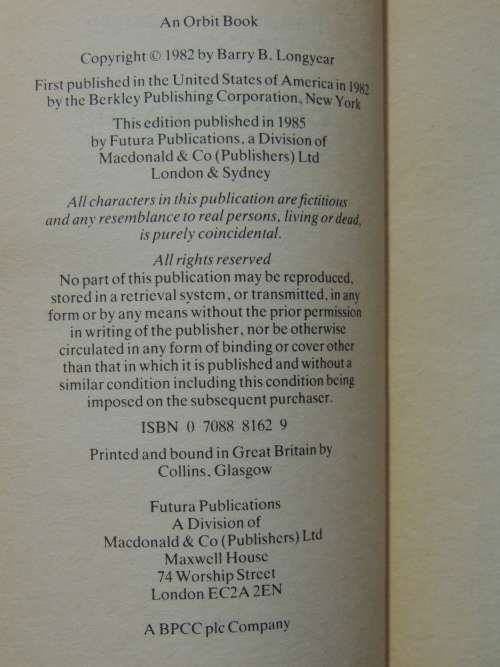 An Orbit Book
Copyright © 1982 by Barry B. Longyear
First published in the United States of America in 1982
by the Berkley Publishing Corporation, New York
This edition published in 1985
by Futura Publications, a Division of
Macdonald & Co (Publishers) Ltd
London & Sydney
All characters in this publication are fictitious
and any resemblance to real persons, living or dead,
is purely coincidental.
All rights reserved
No part of this publication may be reproduced,
stored in a retrieval system, or transmitted, in any
form or by any means without the prior permission
in writing of the publisher, nor be otherwise
circulated in any form of binding or cover other
than that in which it is published and without a
similar condition including this condition being
imposed on the subsequent purchaser.
ISBN 0 7088 8162 9
Printed and bound in Great Britain by
Collins, Glasgow
Futura Publications
A Division of
Macdonald & Co (Publishers) Ltd
Maxwell House
74 Worship Street
London EC2A 2EN
A BPCC plc Company